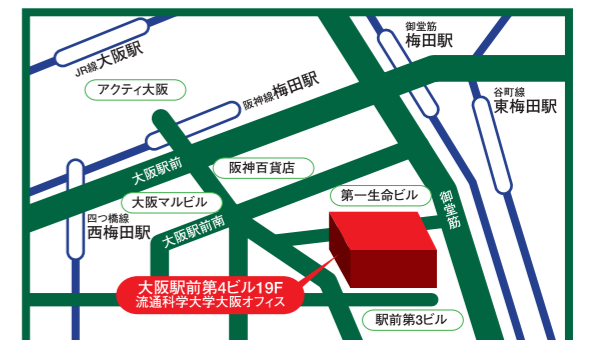 御堂筋
梅田駅
JR線大阪駅
谷町線
東梅田駅
アクティ大阪
阪神線梅田駅
大阪駅前
阪神百貨店
大阪マルビル
第一生命ビル
御堂筋
四つ橋線
西梅田駅
大阪駅前南
大阪駅前第4ビル19F
流通科学大学大阪オフィス
駅前第3ビル